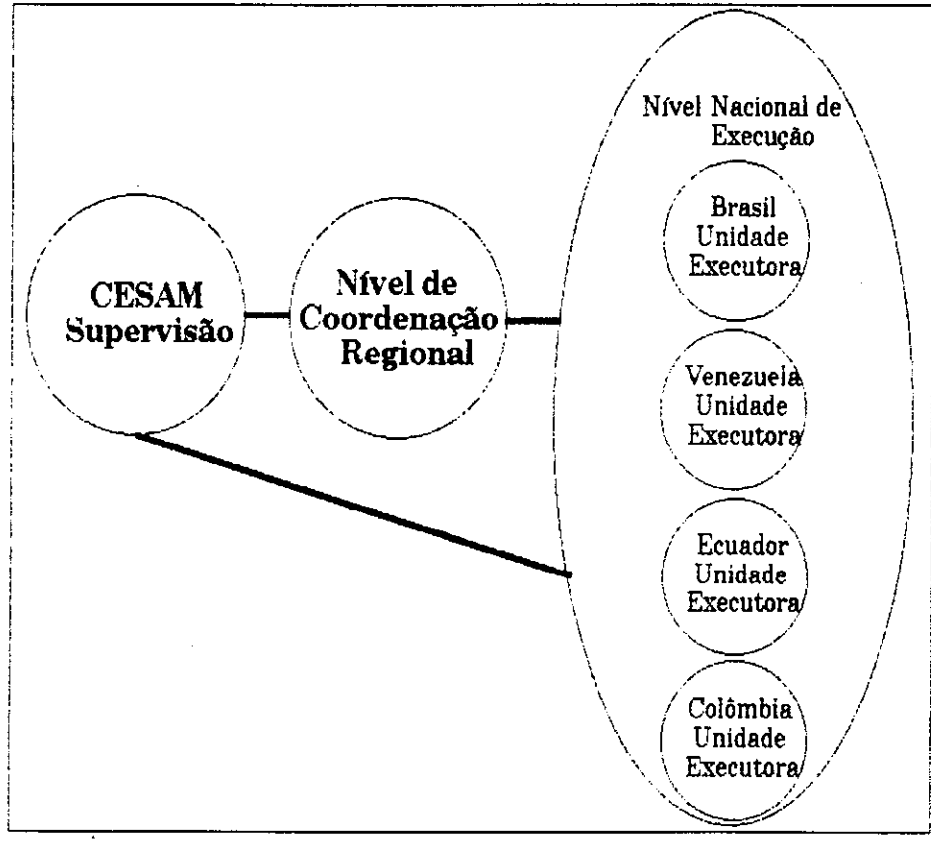 CESAM
Supervisão
Nível de
Coordenação
Regional
Nível Nacional de
Execução
Brasil
Unidade
Executora
Venezuela
Unidade
Executora
Ecuador
Unidade
Executora
Colômbia
Unidade
Executora